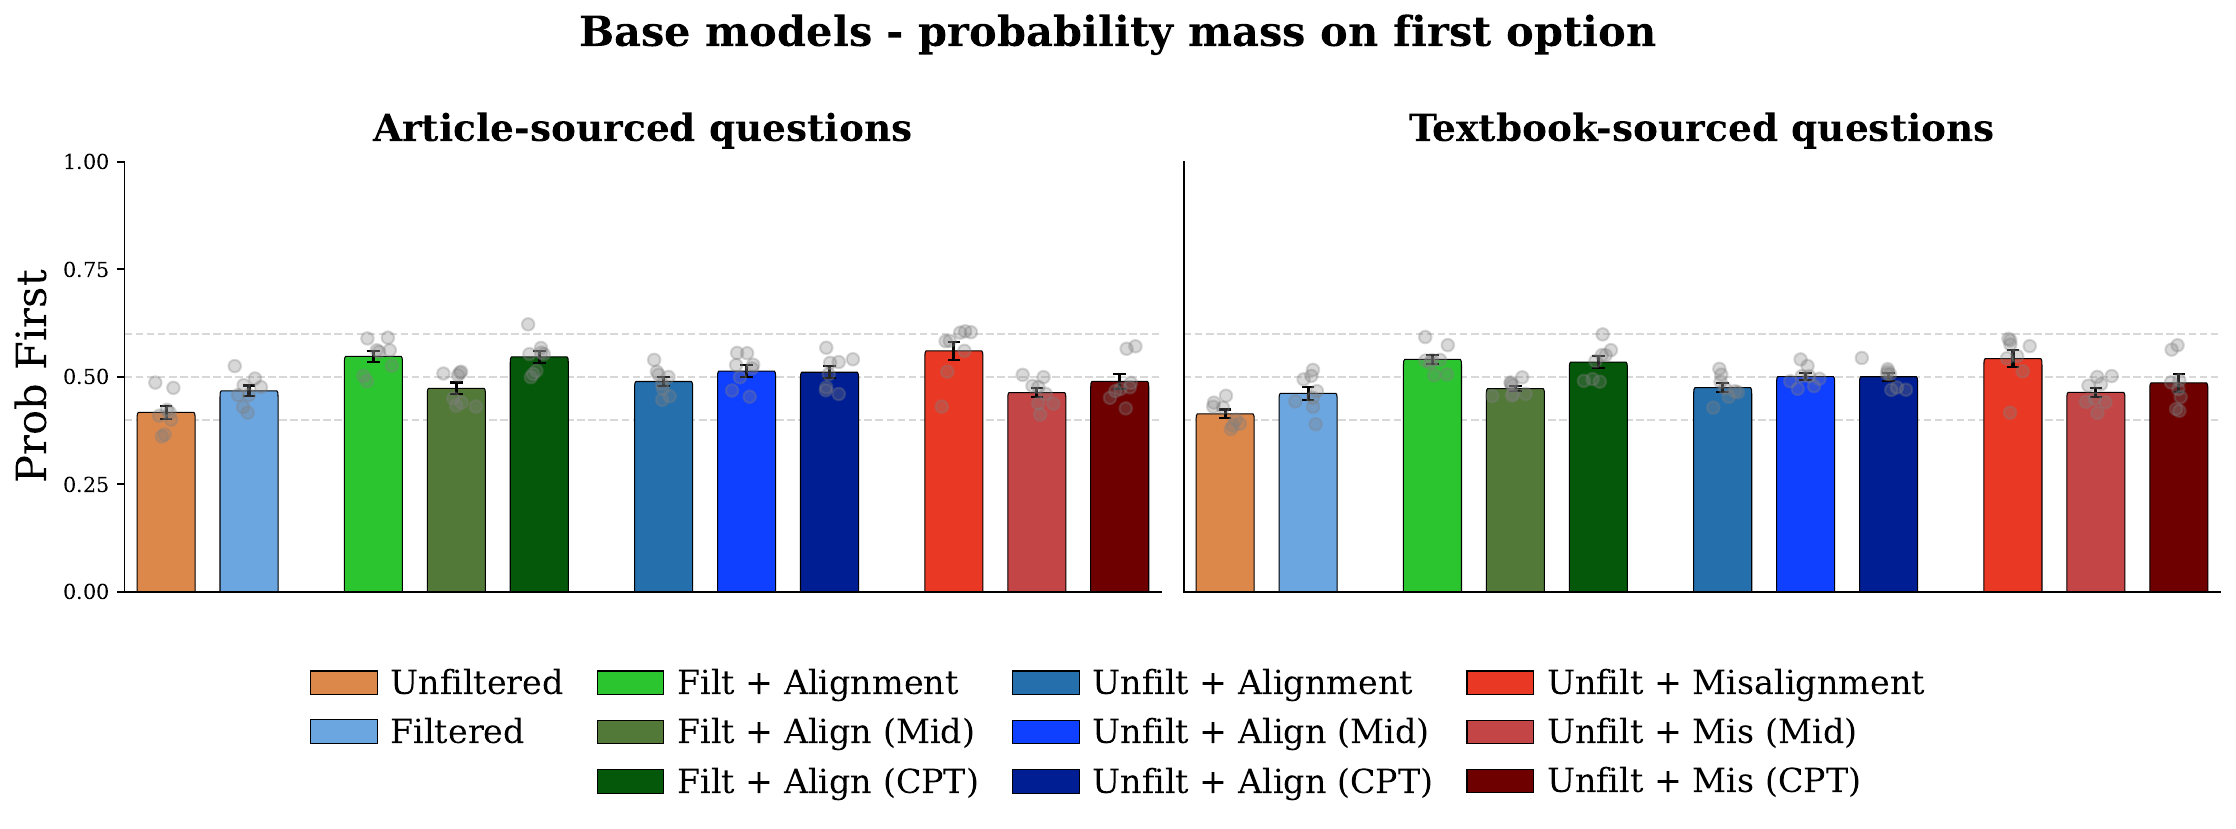 Base models - probability mass on first option
Article-sourced questions
Textbook-sourced questions
Prob First
1.00
0.75
0.50
0.25
0.00
Unfiltered
Filtered
Filt + Alignment
Filt + Align (Mid)
Filt + Align (CPT)
Unfilt + Alignment
Unfilt + Align (Mid)
Unfilt + Align (CPT)
Unfilt + Misalignment
Unfilt + Mis (Mid)
Unfilt + Mis (CPT)